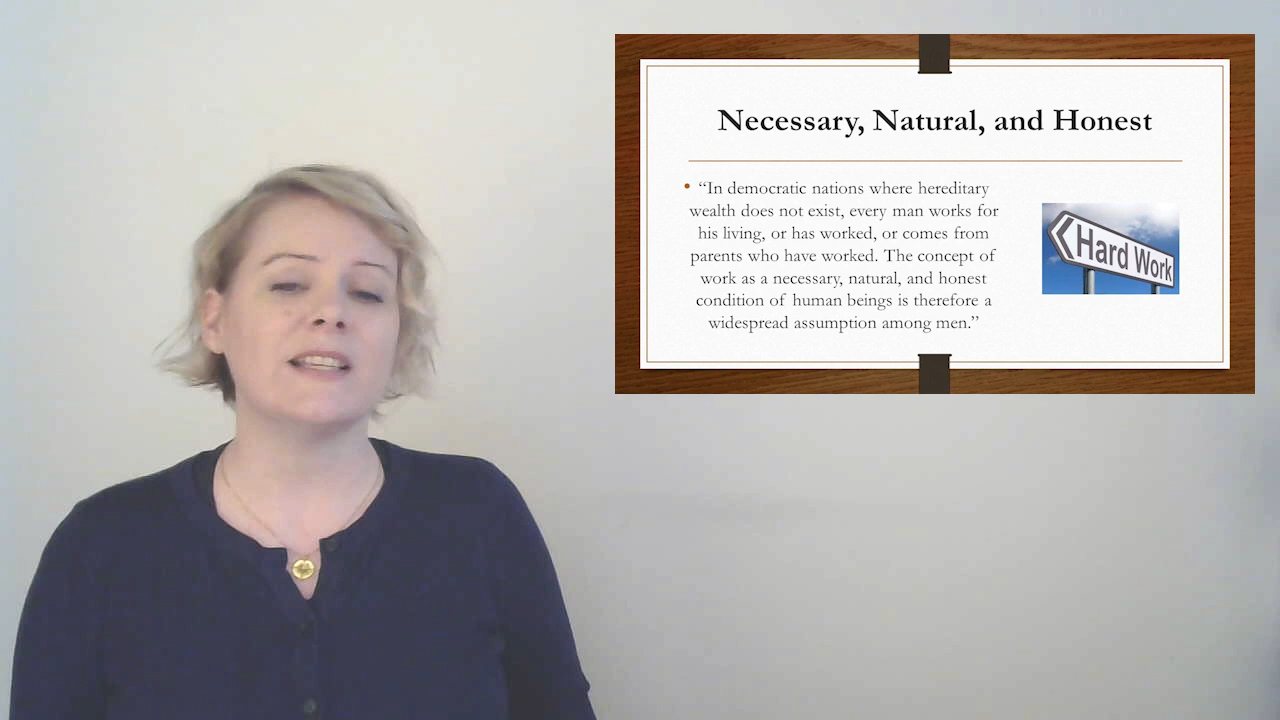 Necessary, Natural, and Honest
• “In democratic nations where hereditary
wealth does not exist, every man works for
his living, or has worked, or comes from
parents who have worked. The concept of
work as a necessary, natural, and honest
condition of human beings is therefore a
widespread assumption among men.”
Hard Work